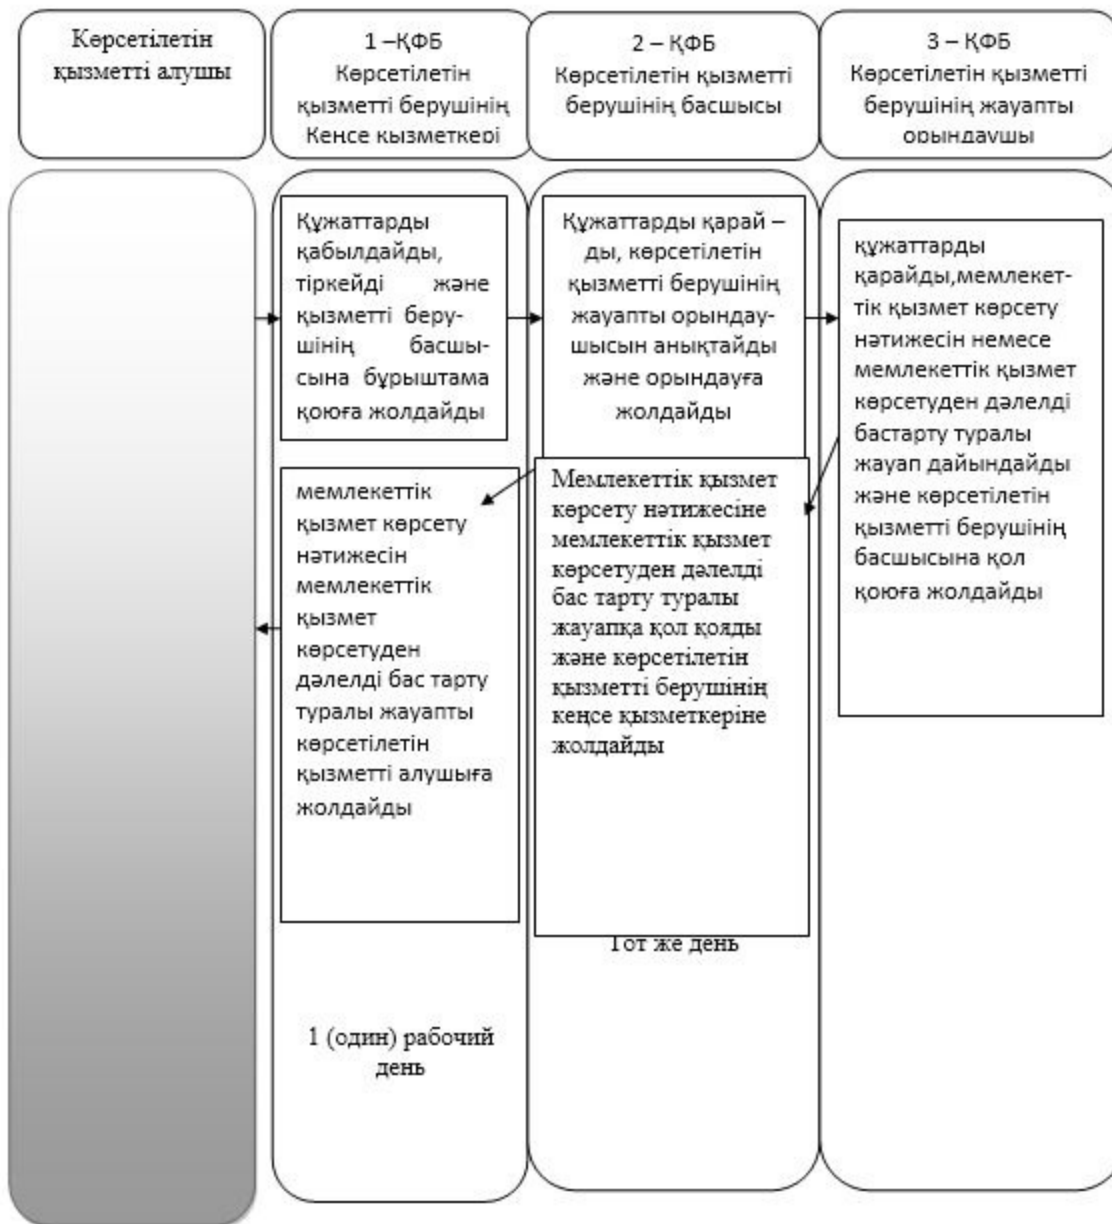 Көрсетілетін
қызметті алушы
1 –ҚФБ
Көрсетілетін
қызметті берушінің
Кеңсе қызметкері
2 – ҚФБ
Көрсетілетін қызметті
берушінің басшысы
3 – ҚФБ
Көрсетілетін қызметті
берушінің жауапты
орындаушы
Құжаттарды
қабылдайды,
тіркейді және
қызметті беру-
шінің басшы-
сына бұрыштама
қоюға жолдайды
Құжаттарды қарай –
ды, көрсетілетін
қызметті берушінің
жауапты орындау-
шысын анықтайды
және орындауға
жолдайды
құжаттарды
қарайды,мемлекет-
тік қызмет көрсету
нәтижесін немесе
мемлекеттік қызмет
көрсетуден дәлелді
бастарту туралы
жауап дайындайды
және көрсетілетін
қызметті берушінің
басшысына қол
қоюға жолдайды
мемлекеттік
қызмет көрсету
нәтижесін
мемлекеттік
қызмет
көрсетуден
дәлелді бас тарту
туралы жауапты
көрсетілетін
қызметті алушыға
жолдайды
Мемлекеттік қызмет
көрсету нәтижесіне
мемлекеттік қызмет
көрсетуден дәлелді
бас тарту туралы
жауапқа қол қояды
және көрсетілетін
қызметті берушінің
кеңсе қызметкеріне
жолдайды
Тот же день
1 (один) рабочий
день